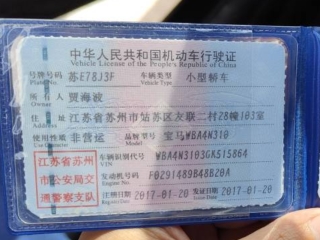 中华人民共和国机动车行驶证
Vehicle License of the People's Republic of China
号牌号码 苏E78J3F 车辆类型 小型轿车
Plate No. Vehicle Type
所有人 贾海波
Owner
住址 江苏省苏州市姑苏区友联二村28幢103室
Address
使用性质 非营运 品牌型号 宝马WBA4N310
车辆识别代号 WBA4N3103GK515864
VIN
发动机号码 F0291489B48B20A
Engine No.
注册日期 2017-01-20 发证日期 2017-01-20
江苏省苏州
市公安局交
通警察支队